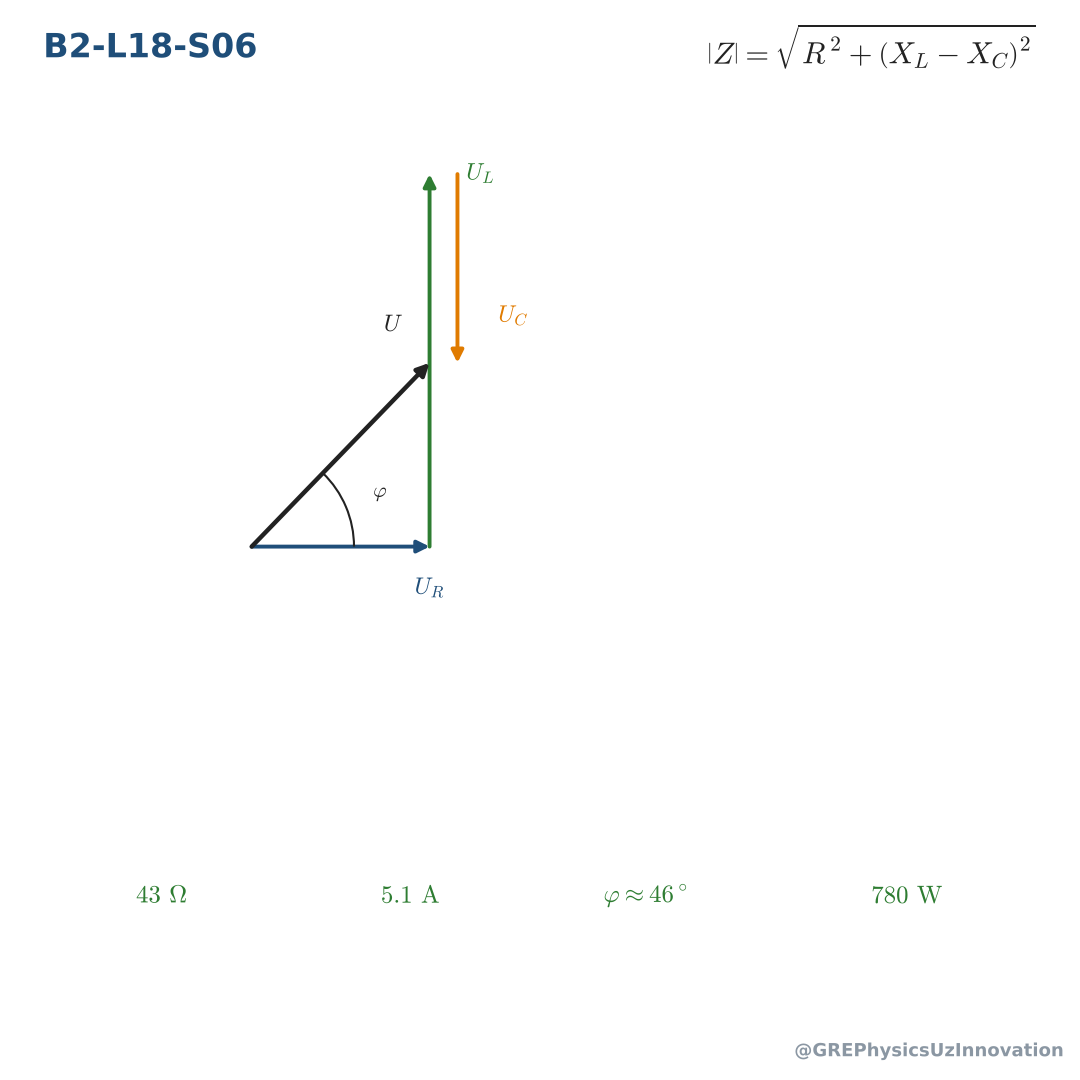 B2-L18-S06
|Z| = √(R² + (X_L − X_C)²)
U_L
U_C
U
φ
U_R
43 Ω
5.1 A
φ ≈ 46°
780 W
@GREPhysicsUzInnovation